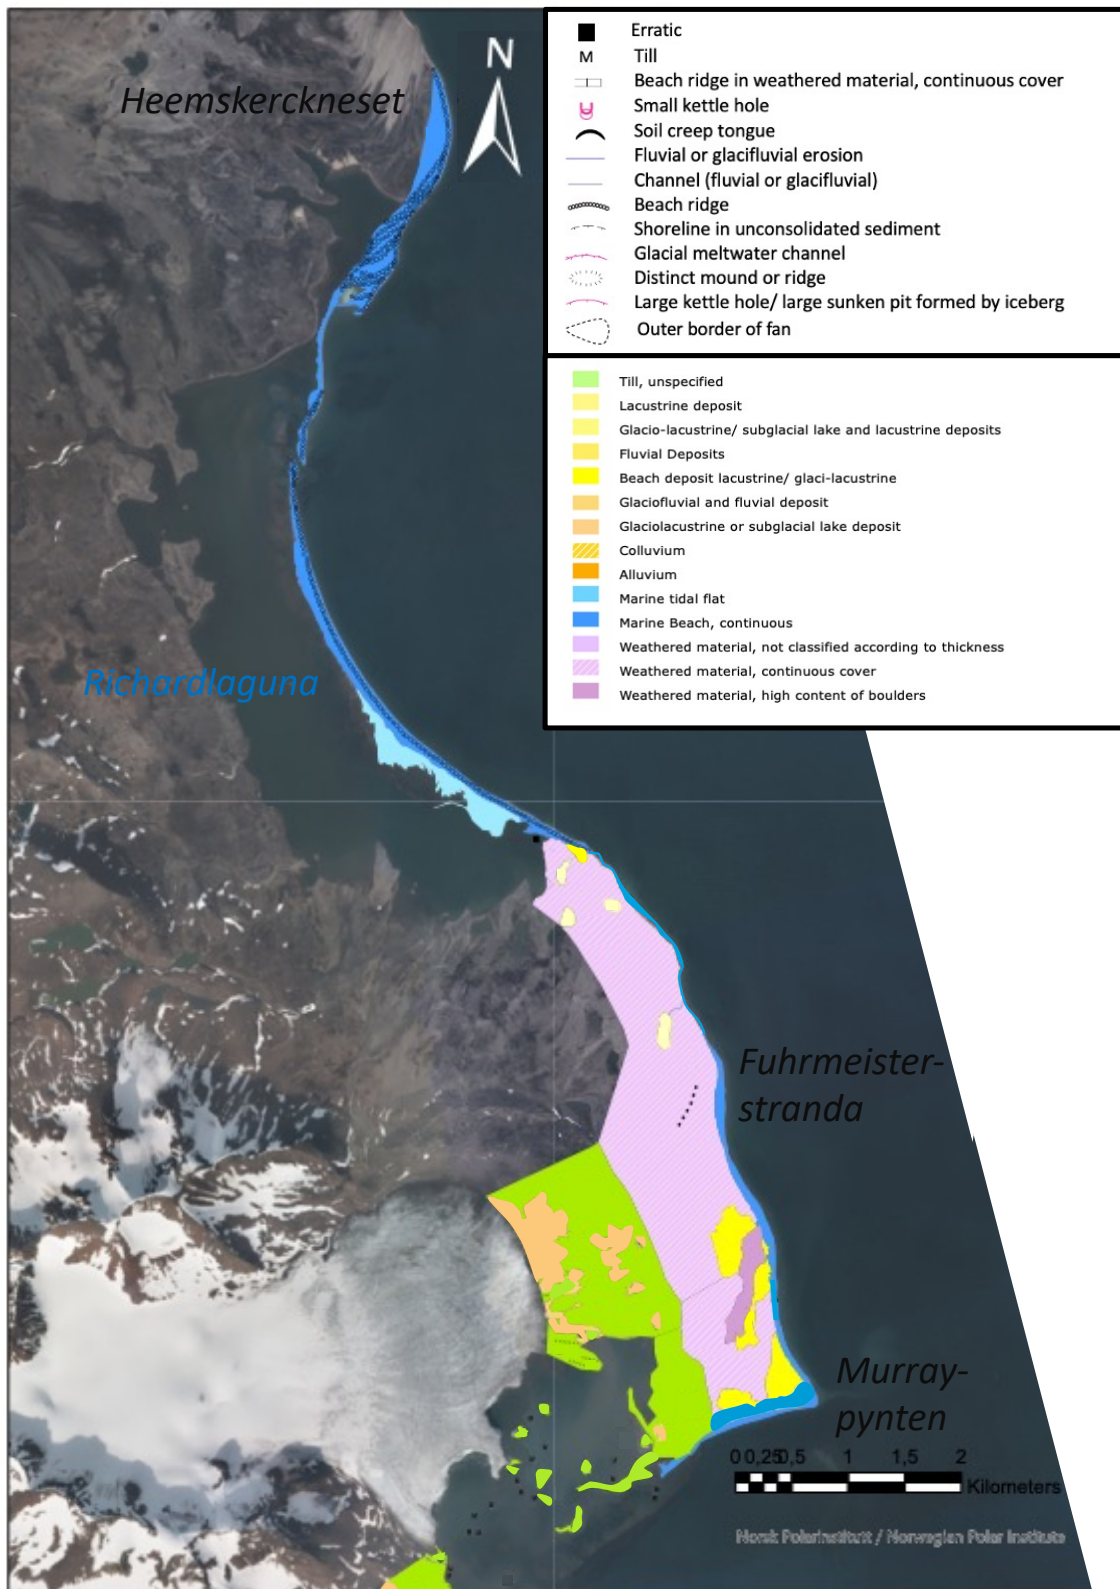 Heemskerckneset
N
Erratic
M Till
Beach ridge in weathered material, continuous cover
Small kettle hole
Soil creep tongue
Fluvial or glacifluvial erosion
Channel (fluvial or glacifluvial)
Beach ridge
Shoreline in unconsolidated sediment
Glacial meltwater channel
Distinct mound or ridge
Large kettle hole/ large sunken pit formed by iceberg
Outer border of fan
Till, unspecified
Lacustrine deposit
Glacio-lacustrine/ subglacial lake and lacustrine deposits
Fluvial Deposits
Beach deposit lacustrine/ glaci-lacustrine
Glaciofluvial and fluvial deposit
Glaciolacustrine or subglacial lake deposit
Colluvium
Alluvium
Marine tidal flat
Marine Beach, continuous
Weathered material, not classified according to thickness
Weathered material, continuous cover
Weathered material, high content of boulders
Richardlaguna
Fuhrmeister-
stranda
Murray-
pynten
0 0,25 0,5 1 1,5 2
Kilometers
Norsk Polarinstitutt / Norwegian Polar Institute